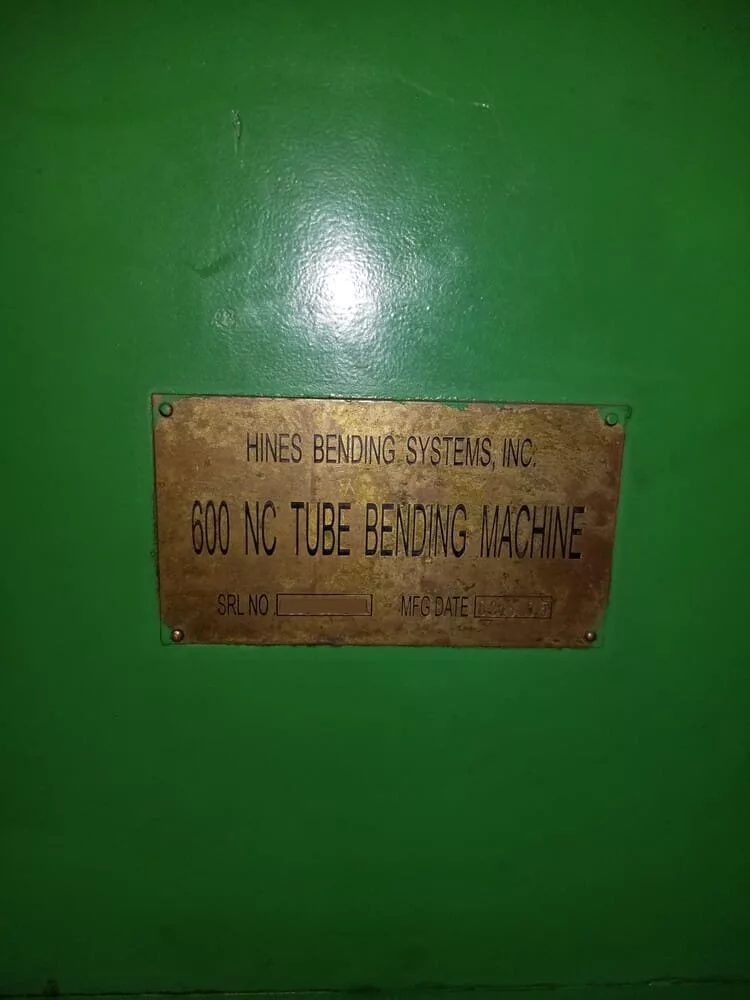 HINES BENDING SYSTEMS, INC.
600 NC TUBE BENDING MACHINE
SRL NO MFG DATE